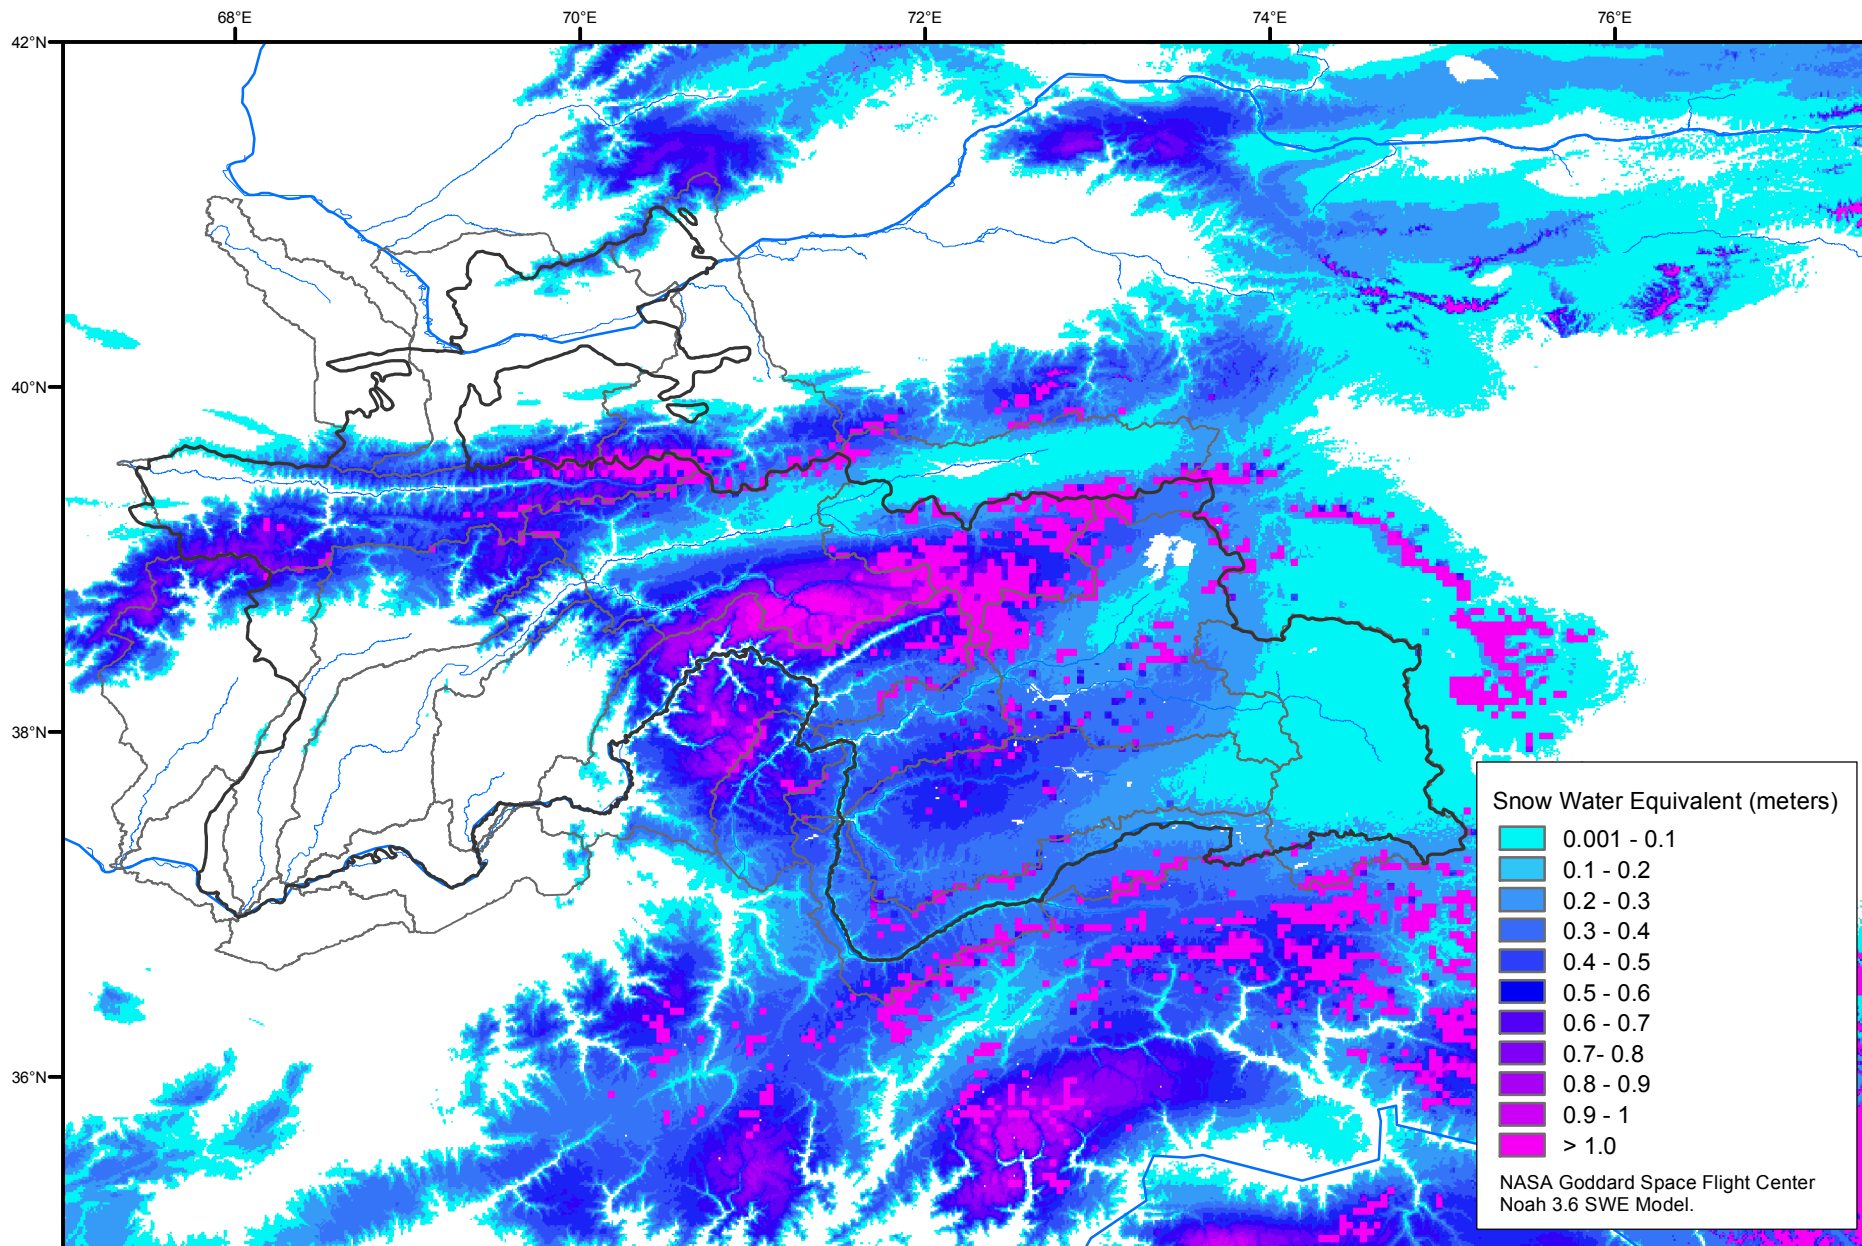 68°E 70°E 72°E 74°E 76°E
42°N
40°N
38°N
36°N
Snow Water Equivalent (meters)
0.001 - 0.1
0.1 - 0.2
0.2 - 0.3
0.3 - 0.4
0.4 - 0.5
0.5 - 0.6
0.6 - 0.7
0.7- 0.8
0.8 - 0.9
0.9 - 1
> 1.0
NASA Goddard Space Flight Center
Noah 3.6 SWE Model.